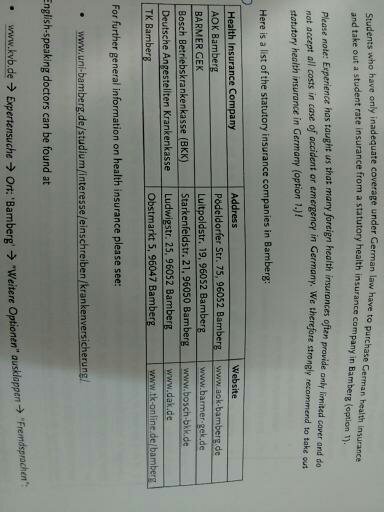 Students who have only inadequate coverage under German law have to purchase German health insurance
and take out a student rate insurance from a statutory health insurance company in Bamberg (option 1).
Please note: Experience has taught us that many foreign health insurances often provide only limited cover and do
not accept all costs in case of accident or emergency in Germany. We therefore strongly recommend to take out
statutory health insurance in Germany (option 1.)!
Here is a list of the statutory insurance companies in Bamberg:
Health Insurance Company Address Website
AOK Bamberg Pödeldorfer Str. 75, 96052 Bamberg www.aok-bamberg.de
BARMER GEK Luitpoldstr. 19, 96052 Bamberg www.barmer-gek.de
Bosch Betriebskrankenkasse (BKK) Starkenfeldstr. 21, 96050 Bamberg www.bosch-bkk.de
Deutsche Angestellten Krankenkasse Ludwigstr. 25, 96052 Bamberg www.dak.de
TK Bamberg Obstmarkt 5, 96047 Bamberg www.tk-online.de/bamberg
For further general information on health insurance please see:
• www.uni-bamberg.de/studium/interesse/einschreiben/krankenversicherung/
English-speaking doctors can be found at
• www.kvb.de → Expertensuche → Ort: "Bamberg" → "Weitere Optionen" ausklappen → "Fremdsprachen":